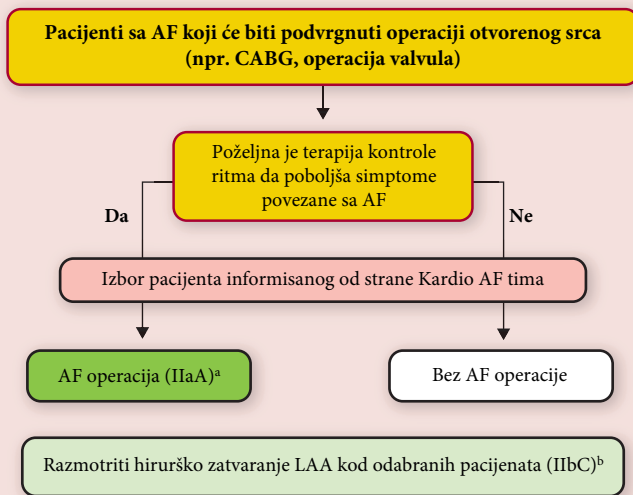 Pacijenti sa AF koji će biti podvrgnuti operaciji otvorenog srca
(npr. CABG, operacija valvula)
Poželjna je terapija kontrole
ritma da poboljša simptome
povezane sa AF
Da
Ne
Izbor pacijenta informisanog od strane Kardio AF tima
AF operacija (IIaA)ᵃ
Bez AF operacije
Razmotriti hirurško zatvaranje LAA kod odabranih pacijenata (IIbC)ᵇ